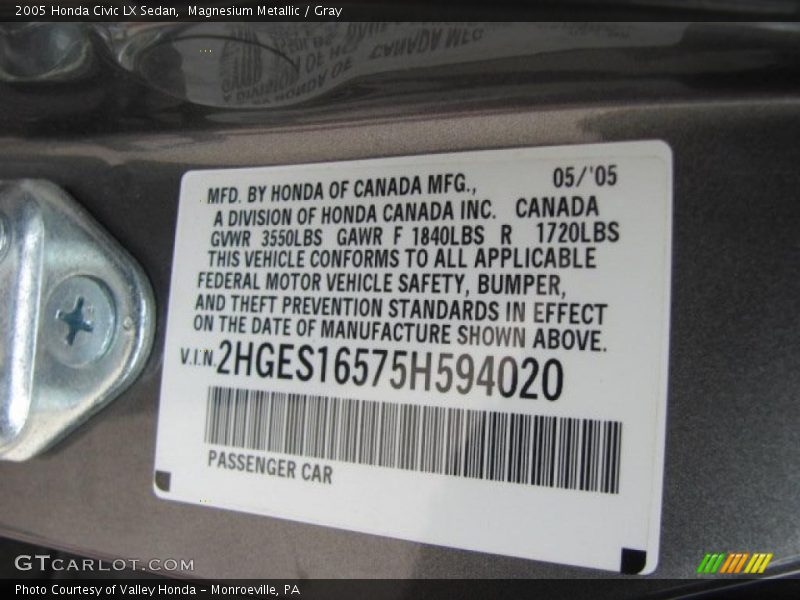 2005 Honda Civic LX Sedan, Magnesium Metallic / Gray
MFD. BY HONDA OF CANADA MFG., 05/'05
A DIVISION OF HONDA CANADA INC. CANADA
GVWR 3550LBS GAWR F 1840LBS R 1720LBS
THIS VEHICLE CONFORMS TO ALL APPLICABLE
FEDERAL MOTOR VEHICLE SAFETY, BUMPER,
AND THEFT PREVENTION STANDARDS IN EFFECT
ON THE DATE OF MANUFACTURE SHOWN ABOVE.
V.I.N. 2HGES16575H594020
PASSENGER CAR
GTCARLOT.COM
Photo Courtesy of Valley Honda - Monroeville, PA